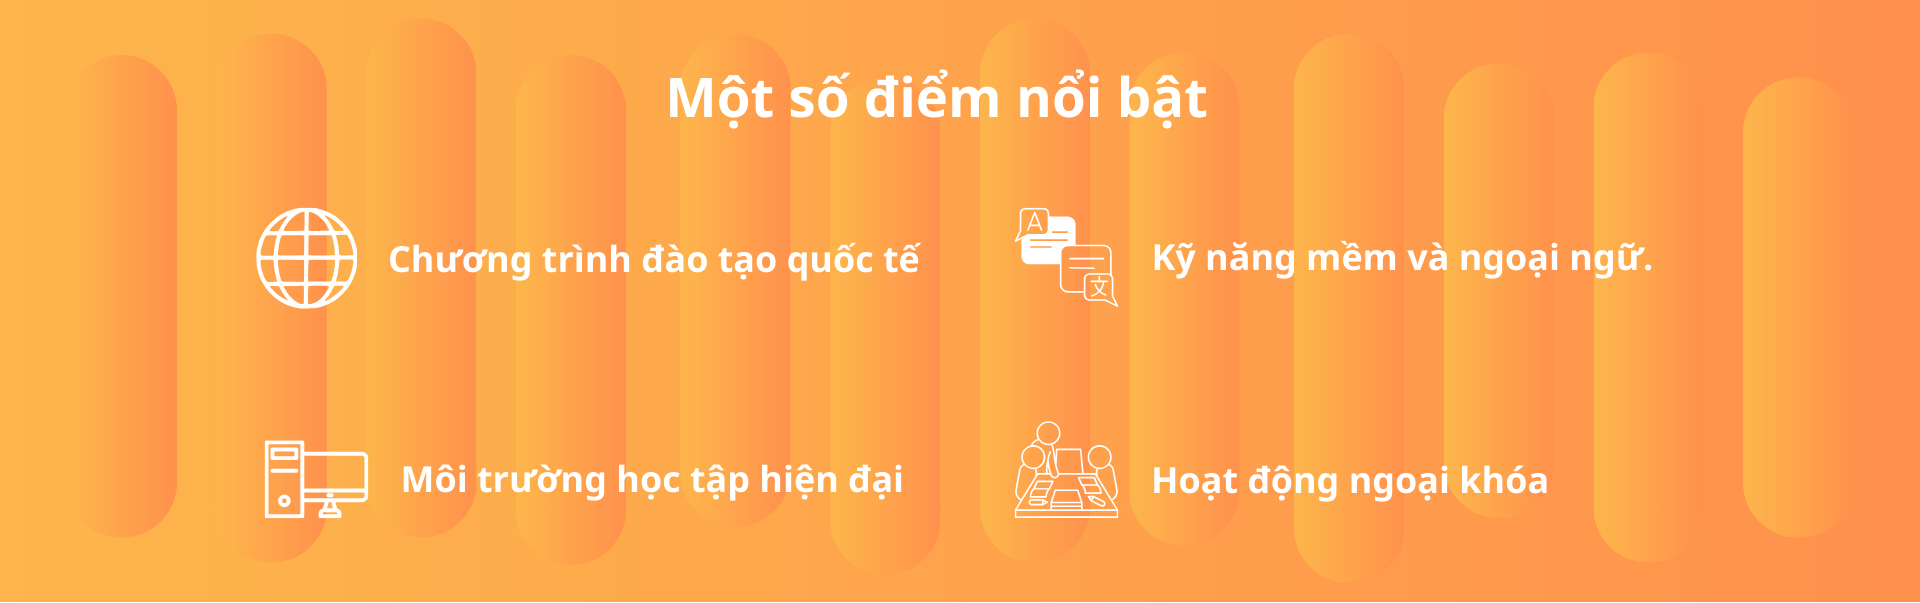 Một số điểm nổi bật
Chương trình đào tạo quốc tế
Kỹ năng mềm và ngoại ngữ.
Môi trường học tập hiện đại
Hoạt động ngoại khóa
A
文